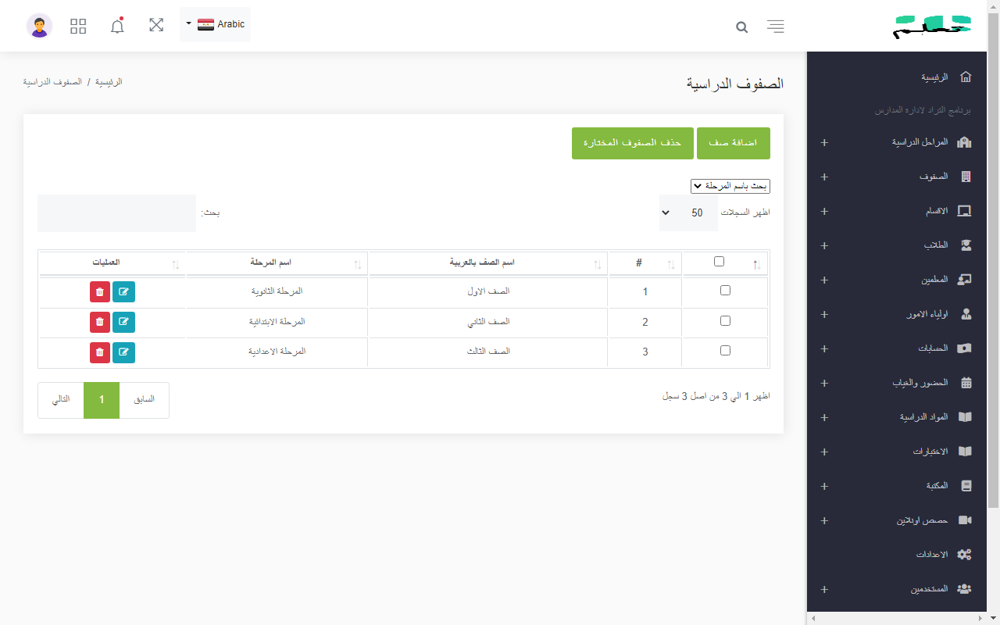 Arabic
الرئيسية
برنامج التراد لادارة المدارس
المراحل الدراسية
الصفوف
الاقسام
الطلاب
المعلمين
اولياء الامور
الحسابات
الحضور والغياب
المواد الدراسية
الاختبارات
المكتبة
حصص اونلاين
الاعدادات
المستخدمين
الصفوف الدراسية
الرئيسية / الصفوف الدراسية
اضافة صف
حذف الصفوف المختارة
بحث باسم المرحلة
اظهر السجلات 50
بحث:
# اسم الصف بالعربية اسم المرحلة العمليات
1 الصف الاول المرحلة الثانوية
2 الصف الثاني المرحلة الابتدائية
3 الصف الثالث المرحلة الاعدادية
اظهر 1 الي 3 من اصل 3 سجل
السابق 1 التالي